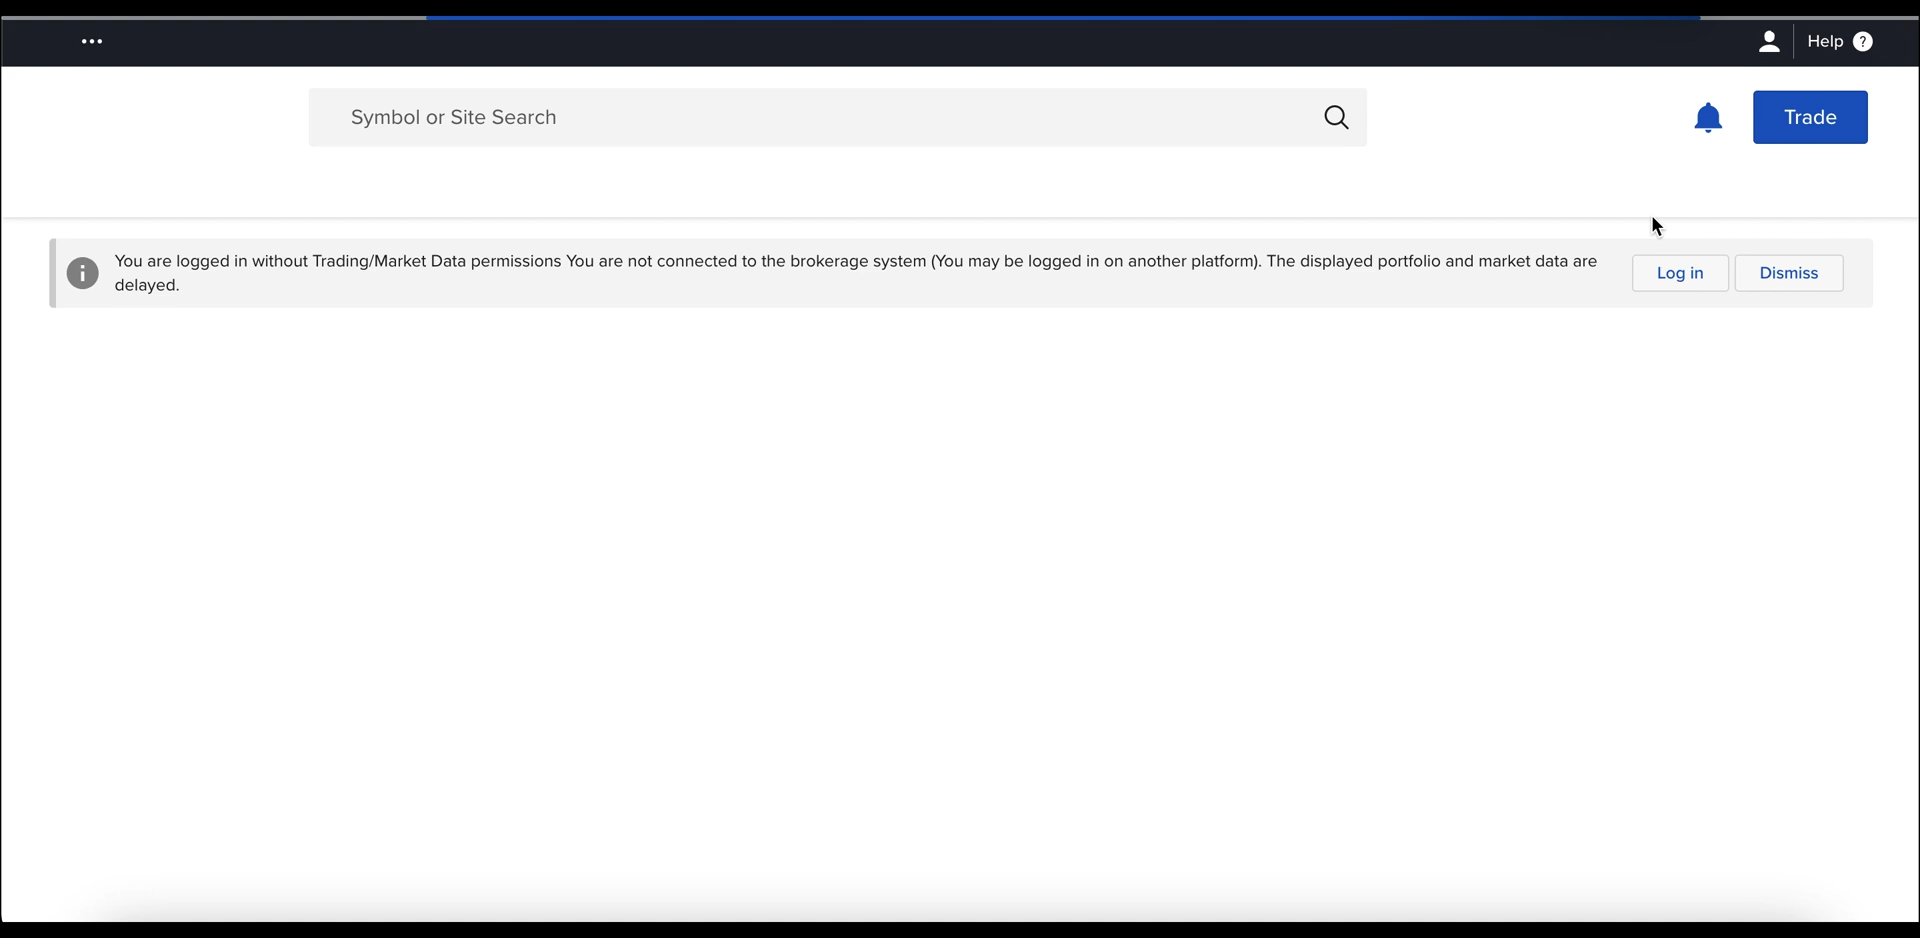 Help ?
Symbol or Site Search
Trade
You are logged in without Trading/Market Data permissions You are not connected to the brokerage system (You may be logged in on another platform). The displayed portfolio and market data are
delayed.
Log in
Dismiss